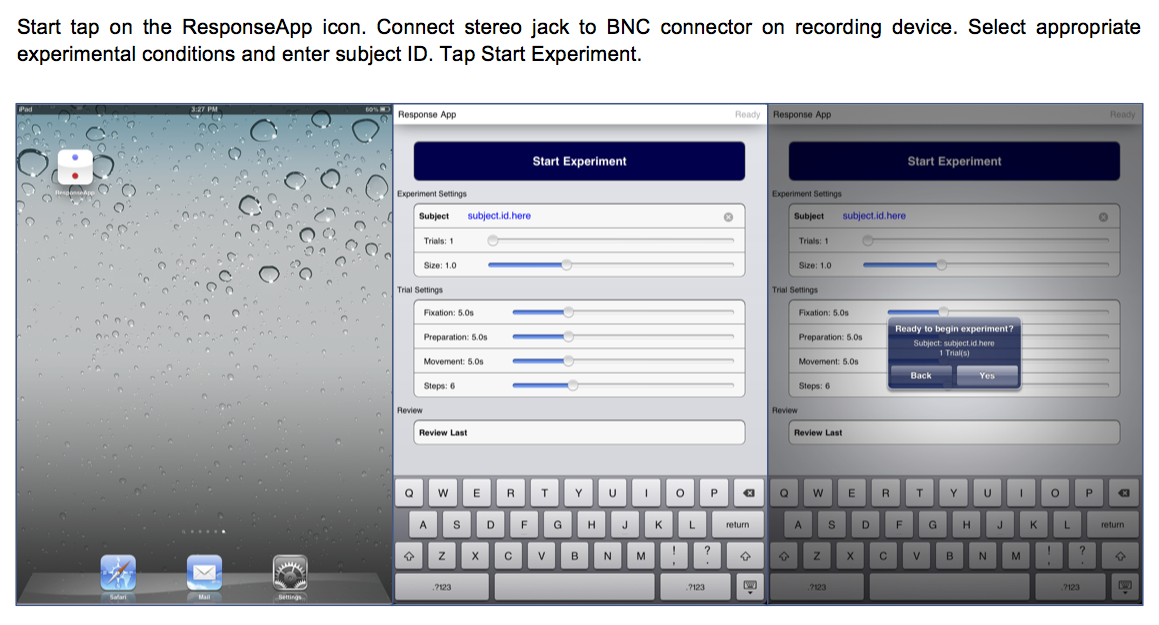 Start tap on the ResponseApp icon. Connect stereo jack to BNC connector on recording device. Select appropriate
experimental conditions and enter subject ID. Tap Start Experiment.
iPad 3:27 PM 60%
ResponseApp
Safari Mail Settings
Response App Ready
Start Experiment
Experiment Settings
Subject subject.id.here
Trials: 1
Size: 1.0
Trial Settings
Fixation: 5.0s
Preparation: 5.0s
Movement: 5.0s
Steps: 6
Review
Review Last
Q W E R T Y U I O P
A S D F G H J K L return
Z X C V B N M ! , ? .
.?123 .?123
Response App Ready
Start Experiment
Experiment Settings
Subject subject.id.here
Trials: 1
Size: 1.0
Trial Settings
Fixation: 5.0s
Preparation: 5.0s
Movement: 5.0s
Steps: 6
Ready to begin experiment?
Subject: subject.id.here
1 Trial(s)
Back Yes
Review
Review Last
Q W E R T Y U I O P
A S D F G H J K L return
Z X C V B N M ! , ? .
.?123 .?123